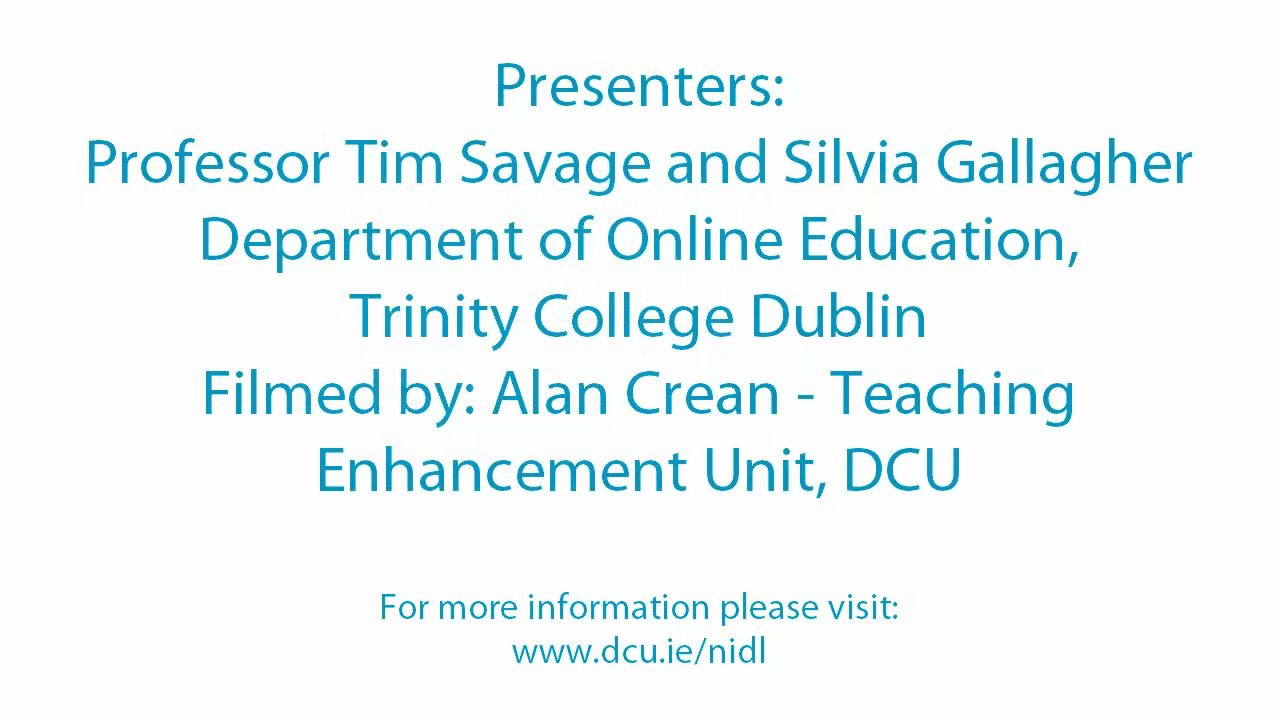 Presenters:
Professor Tim Savage and Silvia Gallagher
Department of Online Education,
Trinity College Dublin
Filmed by: Alan Crean - Teaching
Enhancement Unit, DCU
For more information please visit:
www.dcu.ie/nidl